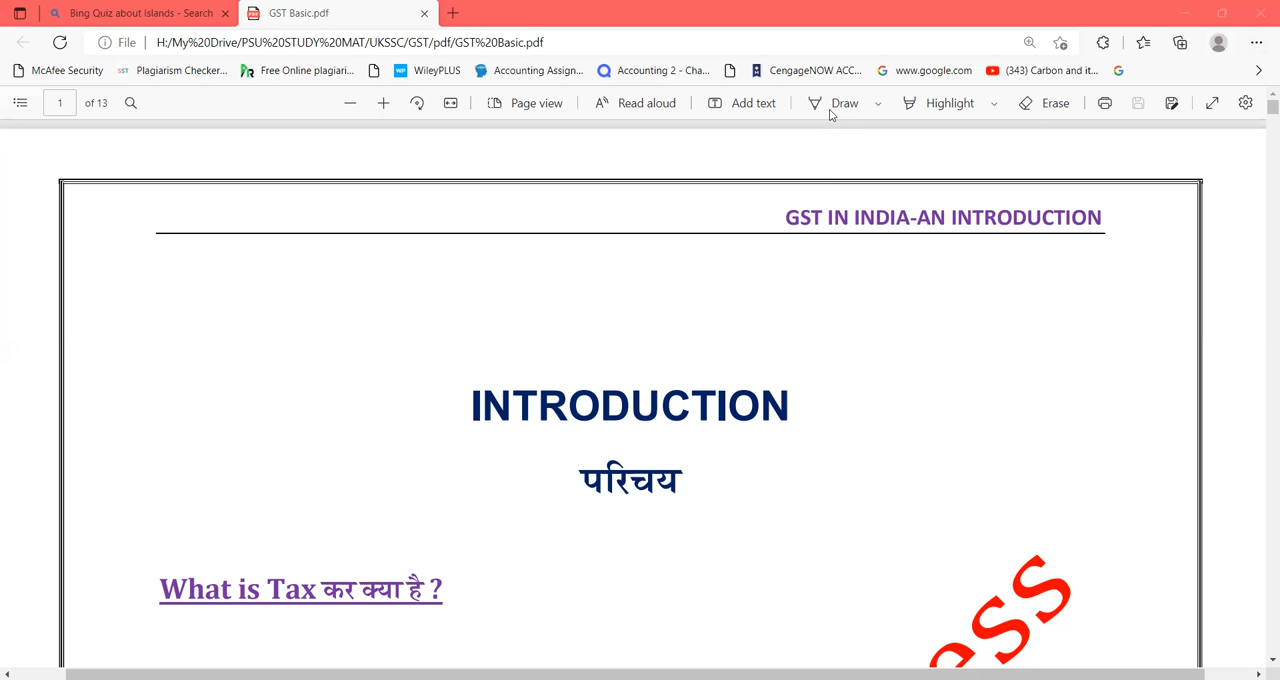 Bing Quiz about Islands - Search
GST Basic.pdf
File H:/My%20Drive/PSU%20STUDY%20MAT/UKSSC/GST/pdf/GST%20Basic.pdf
McAfee Security SST Plagiarism Checker... Free Online plagiari... WP WileyPLUS Accounting Assign... Accounting 2 - Cha... CengageNOW ACC... www.google.com (343) Carbon and it...
1 of 13 Page view Read aloud Add text Draw Highlight Erase
GST IN INDIA-AN INTRODUCTION
INTRODUCTION
परिचय
What is Tax कर क्या है ?